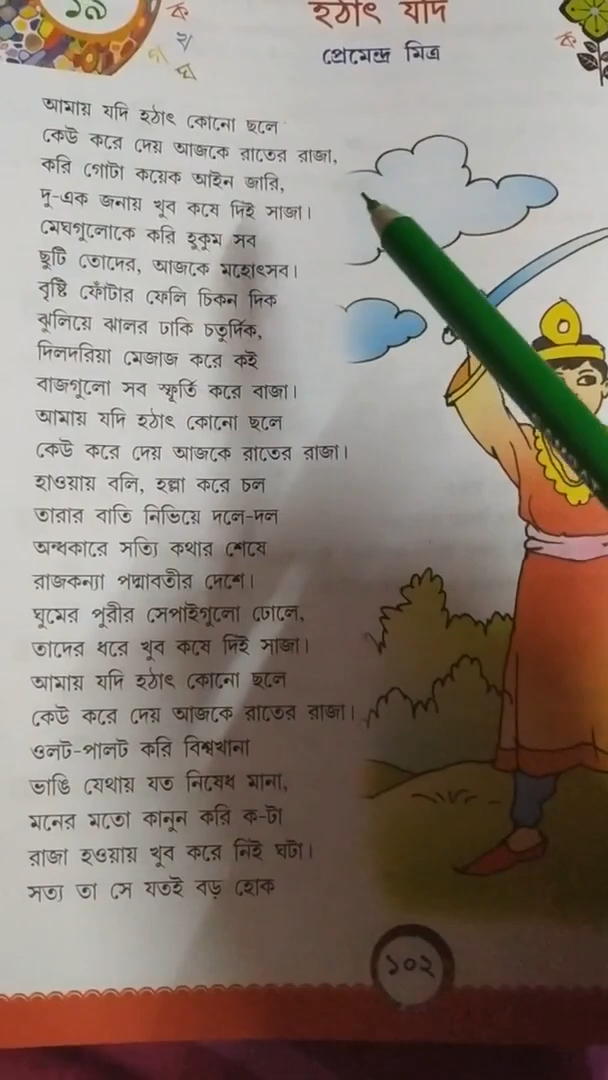 ১৯
ক
খ
গ
ঘ
হঠাৎ যদি
ক
প্রেমেন্দ্র মিত্র
আমায় যদি হঠাৎ কোনো ছলে
কেউ করে দেয় আজকে রাতের রাজা,
করি গোটা কয়েক আইন জারি,
দু-এক জনায় খুব কষে দিই সাজা।
মেঘগুলোকে করি হুকুম সব
ছুটি তোদের, আজকে মহোৎসব।
বৃষ্টি ফোঁটার ফেলি চিকন দিক
ঝুলিয়ে ঝালর ঢাকি চতুর্দিক,
দিলদরিয়া মেজাজ করে কই
বাজগুলো সব স্ফূর্তি করে বাজা।
আমায় যদি হঠাৎ কোনো ছলে
কেউ করে দেয় আজকে রাতের রাজা।
হাওয়ায় বলি, হল্লা করে চল
তারার বাতি নিভিয়ে দলে-দল
অন্ধকারে সত্যি কথার শেষে
রাজকন্যা পদ্মাবতীর দেশে।
ঘুমের পুরীর সেপাইগুলো ঢোলে,
তাদের ধরে খুব কষে দিই সাজা।
আমায় যদি হঠাৎ কোনো ছলে
কেউ করে দেয় আজকে রাতের রাজা।
ওলট-পালট করি বিশ্বখানা
ভাঙি যেথায় যত নিষেধ মানা,
মনের মতো কানুন করি ক-টা
রাজা হওয়ায় খুব করে নিই ঘটা।
সত্য তা সে যতই বড় হোক
১০২